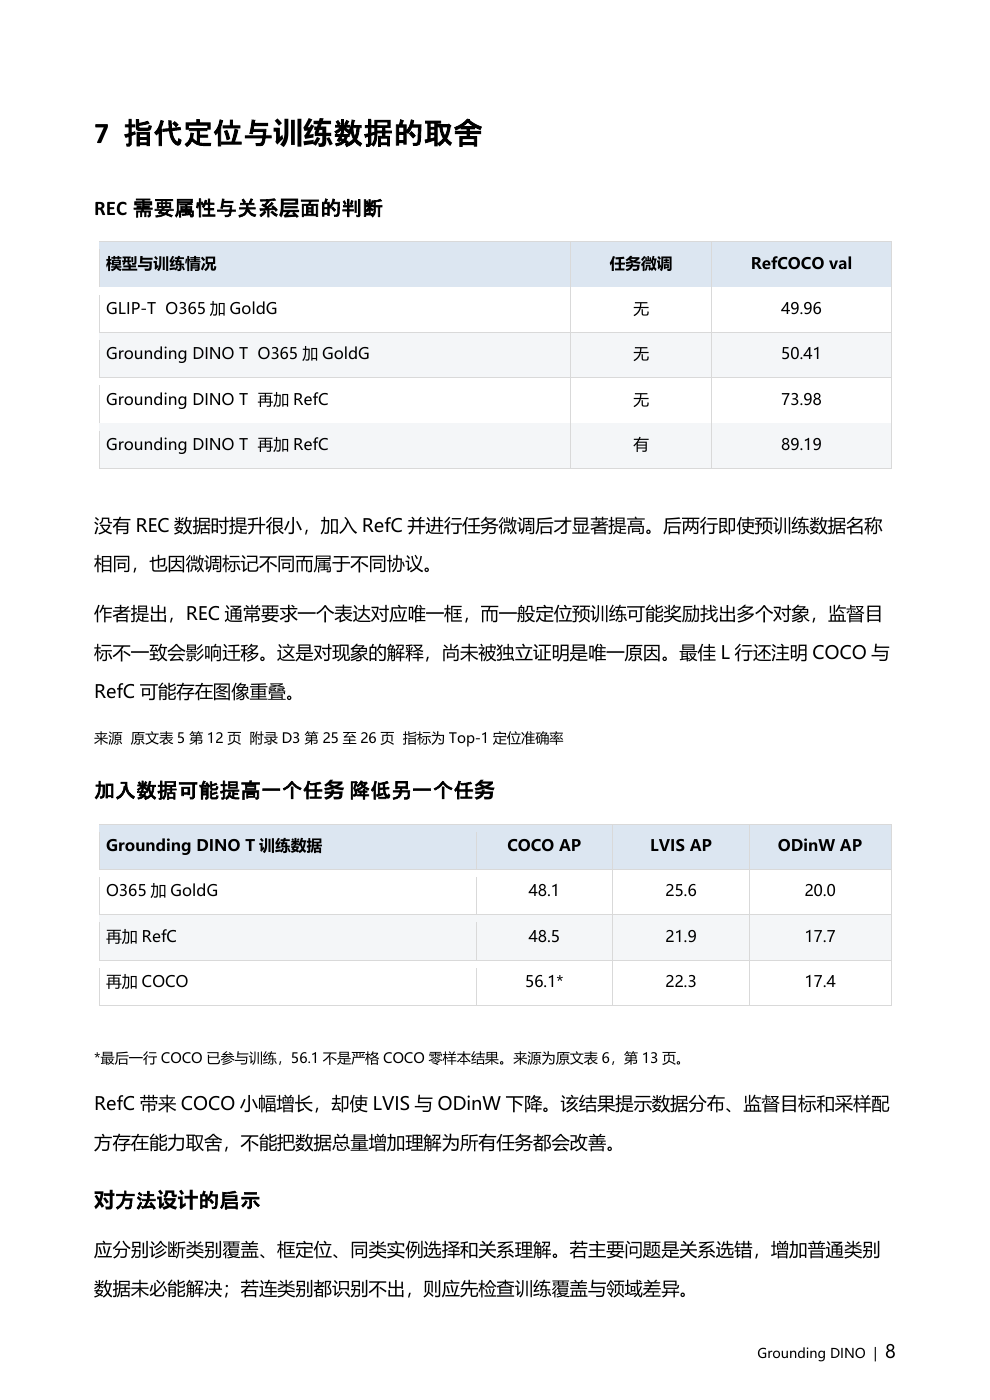 7 指代定位与训练数据的取舍
REC 需要属性与关系层面的判断
模型与训练情况 任务微调 RefCOCO val
GLIP-T O365 加 GoldG 无 49.96
Grounding DINO T O365 加 GoldG 无 50.41
Grounding DINO T 再加 RefC 无 73.98
Grounding DINO T 再加 RefC 有 89.19
没有 REC 数据时提升很小，加入 RefC 并进行任务微调后才显著提高。后两行即使预训练数据名称
相同，也因微调标记不同而属于不同协议。
作者提出，REC 通常要求一个表达对应唯一框，而一般定位预训练可能奖励找出多个对象，监督目
标不一致会影响迁移。这是对现象的解释，尚未被独立证明是唯一原因。最佳 L 行还注明 COCO 与
RefC 可能存在图像重叠。
来源 原文表 5 第 12 页 附录 D3 第 25 至 26 页 指标为 Top-1 定位准确率
加入数据可能提高一个任务 降低另一个任务
Grounding DINO T 训练数据 COCO AP LVIS AP ODinW AP
O365 加 GoldG 48.1 25.6 20.0
再加 RefC 48.5 21.9 17.7
再加 COCO 56.1* 22.3 17.4
*最后一行 COCO 已参与训练，56.1 不是严格 COCO 零样本结果。来源为原文表 6，第 13 页。
RefC 带来 COCO 小幅增长，却使 LVIS 与 ODinW 下降。该结果提示数据分布、监督目标和采样配
方存在能力取舍，不能把数据总量增加理解为所有任务都会改善。
对方法设计的启示
应分别诊断类别覆盖、框定位、同类实例选择和关系理解。若主要问题是关系选错，增加普通类别
数据未必能解决；若连类别都识别不出，则应先检查训练覆盖与领域差异。
Grounding DINO | 8